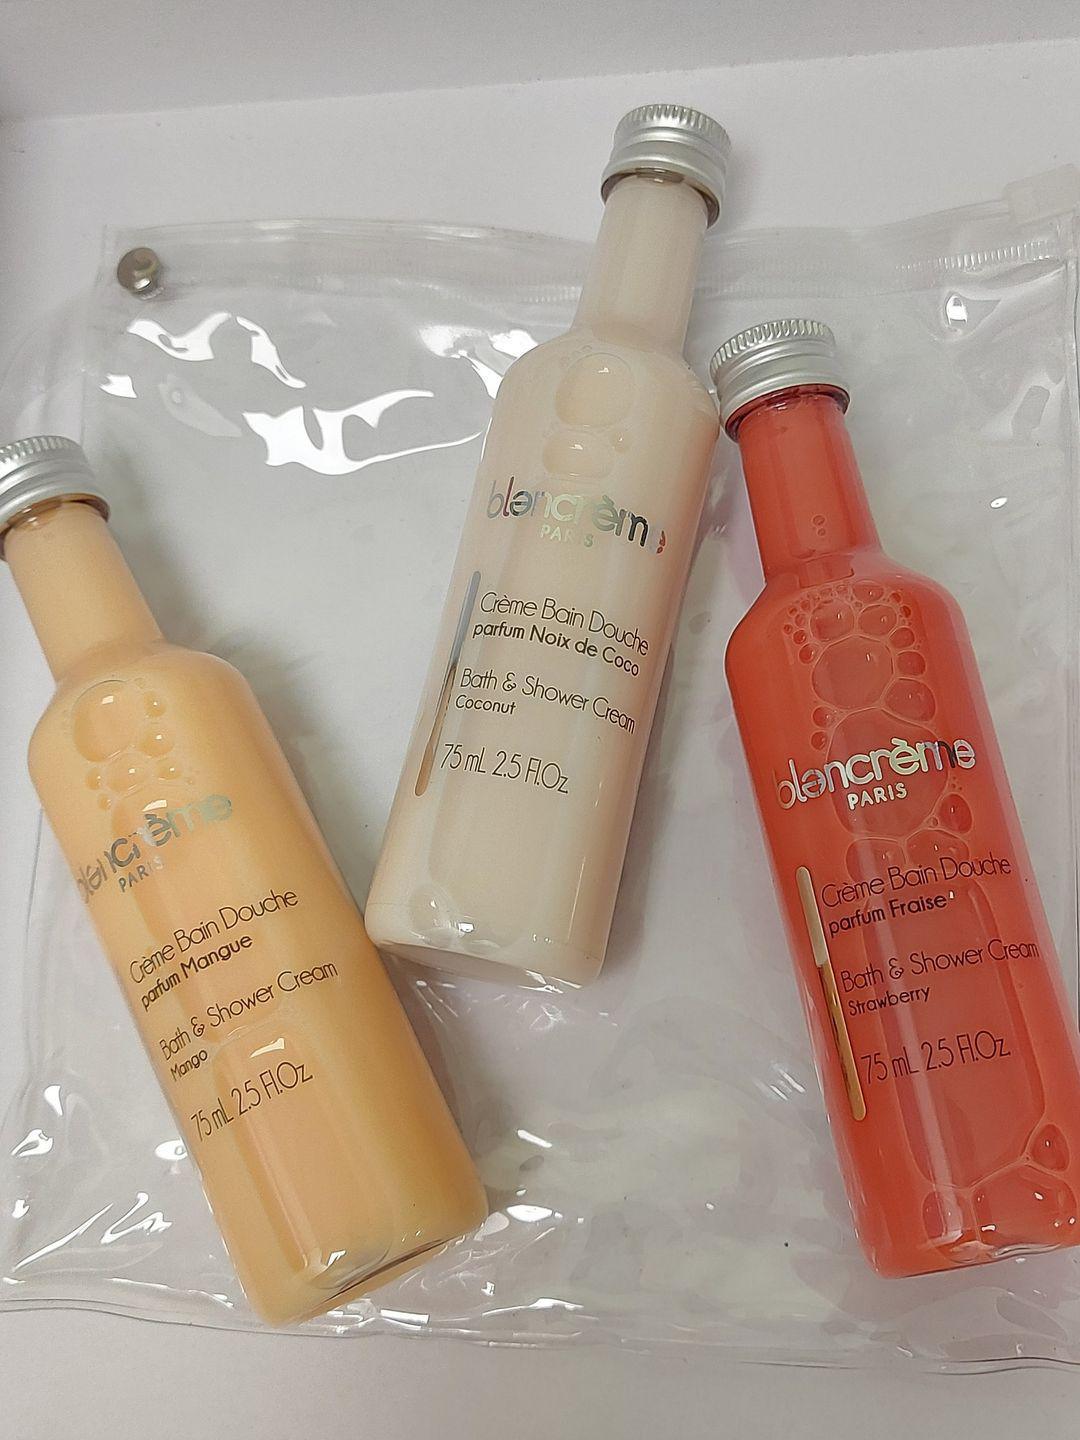 blancrème
PARIS
Crème Bain Douche
parfum Mangue
Bath & Shower Cream
Mango
75 mL 2.5 Fl.Oz
blancrème
PARIS
Crème Bain Douche
parfum Noix de Coco
Bath & Shower Cream
Coconut
75 mL 2.5 Fl.Oz
blancrème
PARIS
Crème Bain Douche
parfum Fraise
Bath & Shower Cream
Strawberry
75 mL 2.5 Fl.Oz